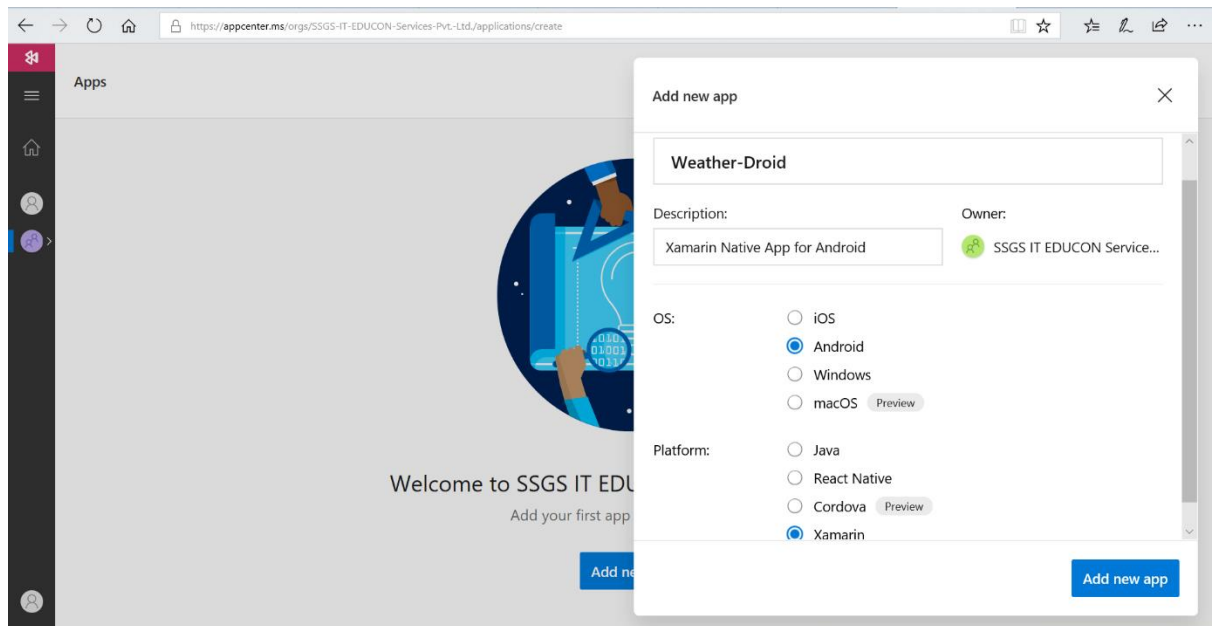 https://appcenter.ms/orgs/SSGS-IT-EDUCON-Services-Pvt.-Ltd./applications/create
Apps
Add new app
Weather-Droid
Description:
Owner:
Xamarin Native App for Android
SSGS IT EDUCON Service...
OS:
iOS
Android
Windows
macOS Preview
Platform:
Java
React Native
Cordova Preview
Xamarin
Welcome to SSGS IT EDU
Add your first app
Add ne
Add new app